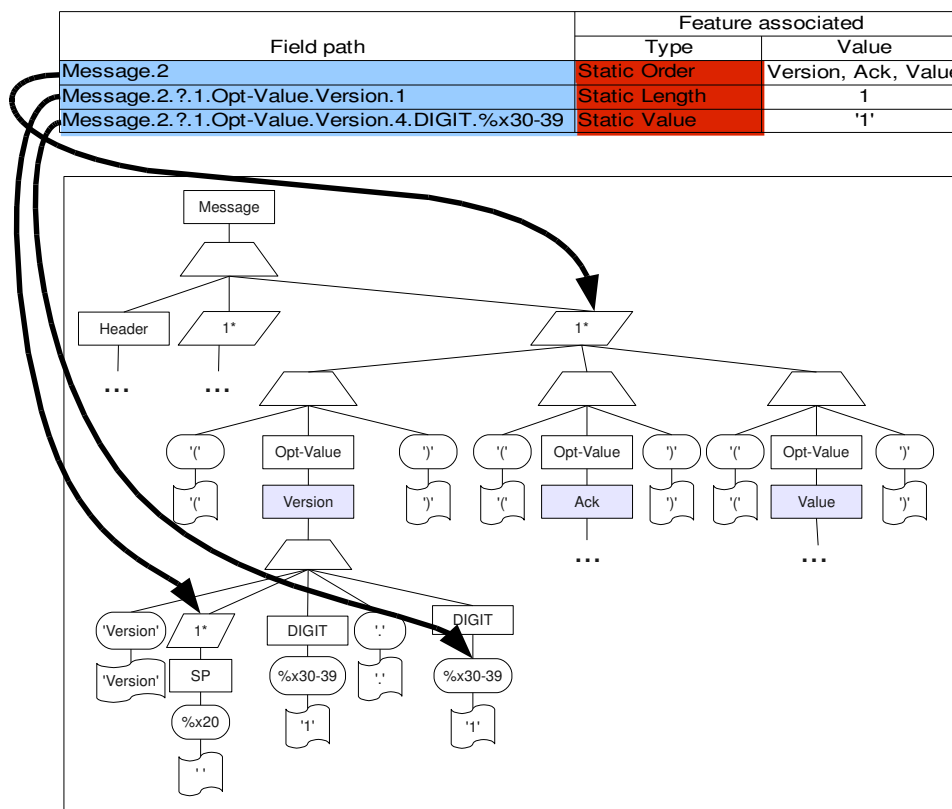 Feature associated
Field path Type Value
Message.2 Static Order Version, Ack, Value
Message.2.?.1.Opt-Value.Version.1 Static Length 1
Message.2.?.1.Opt-Value.Version.4.DIGIT.%x30-39 Static Value '1'
Message
Header 1* 1*
... ...
'(' Opt-Value ')' '(' Opt-Value ')' '(' Opt-Value ')'
'(' Version ')' '(' Ack ')' '(' Value ')'
... ...
'Version' 1* DIGIT '.' DIGIT
'Version' SP %x30-39 '.' %x30-39
%x20 '1' '1'
' '